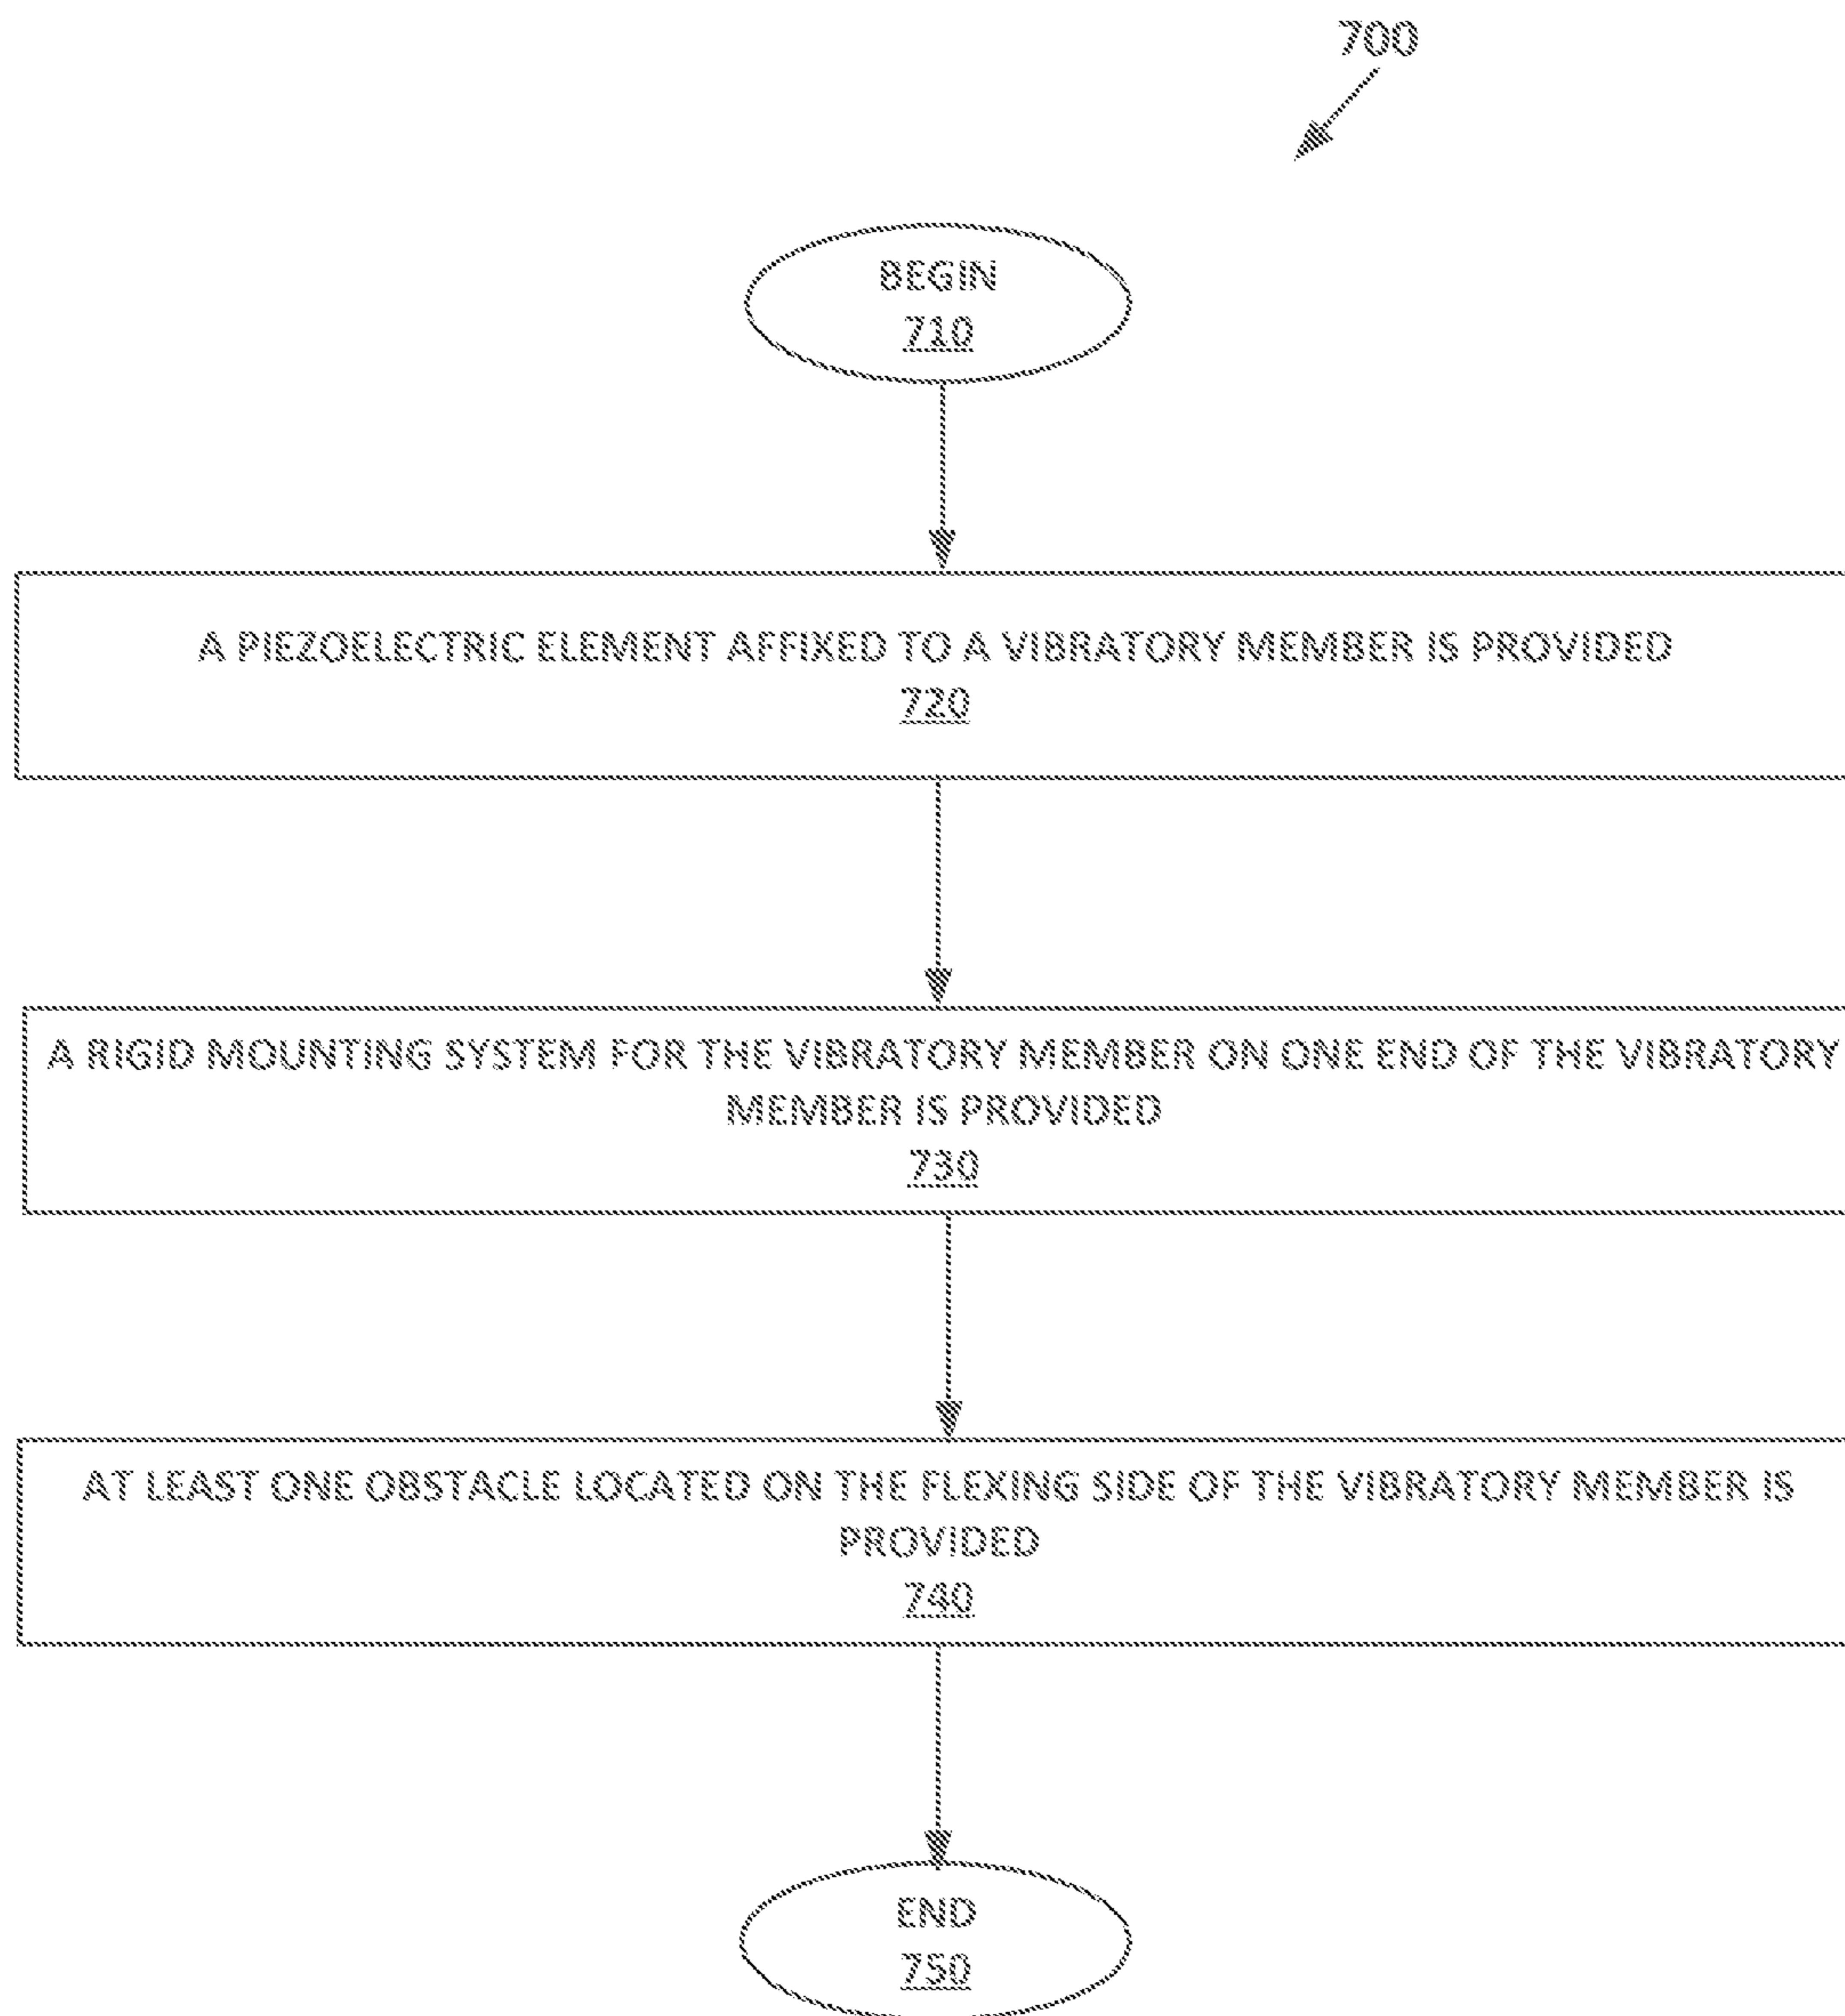 700
BEGIN
710
A PIEZOELECTRIC ELEMENT AFFIXED TO A VIBRATORY MEMBER IS PROVIDED
720
A RIGID MOUNTING SYSTEM FOR THE VIBRATORY MEMBER ON ONE END OF THE VIBRATORY
MEMBER IS PROVIDED
730
AT LEAST ONE OBSTACLE LOCATED ON THE FLEXING SIDE OF THE VIBRATORY MEMBER IS
PROVIDED
740
END
750